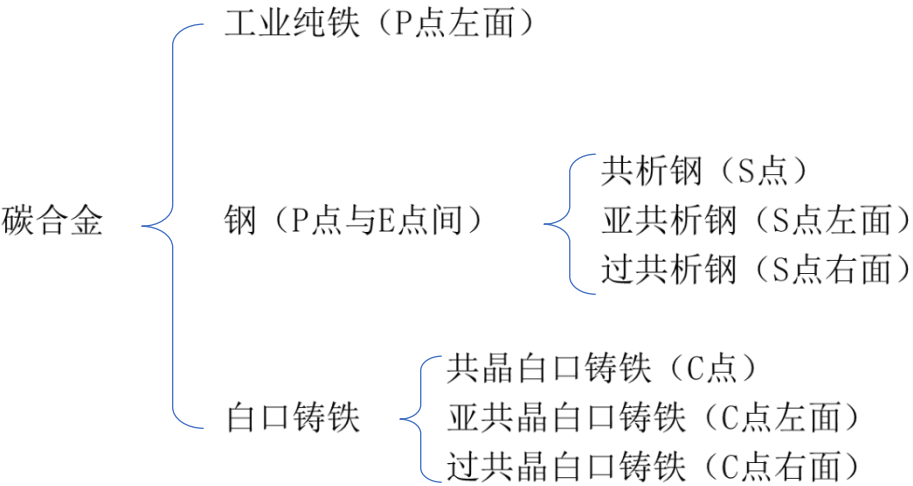 工业纯铁（P点左面）
共析钢（S点）
碳合金
钢（P点与E点间）
亚共析钢（S点左面）
过共析钢（S点右面）
共晶白口铸铁（C点）
白口铸铁
亚共晶白口铸铁（C点左面）
过共晶白口铸铁（C点右面）